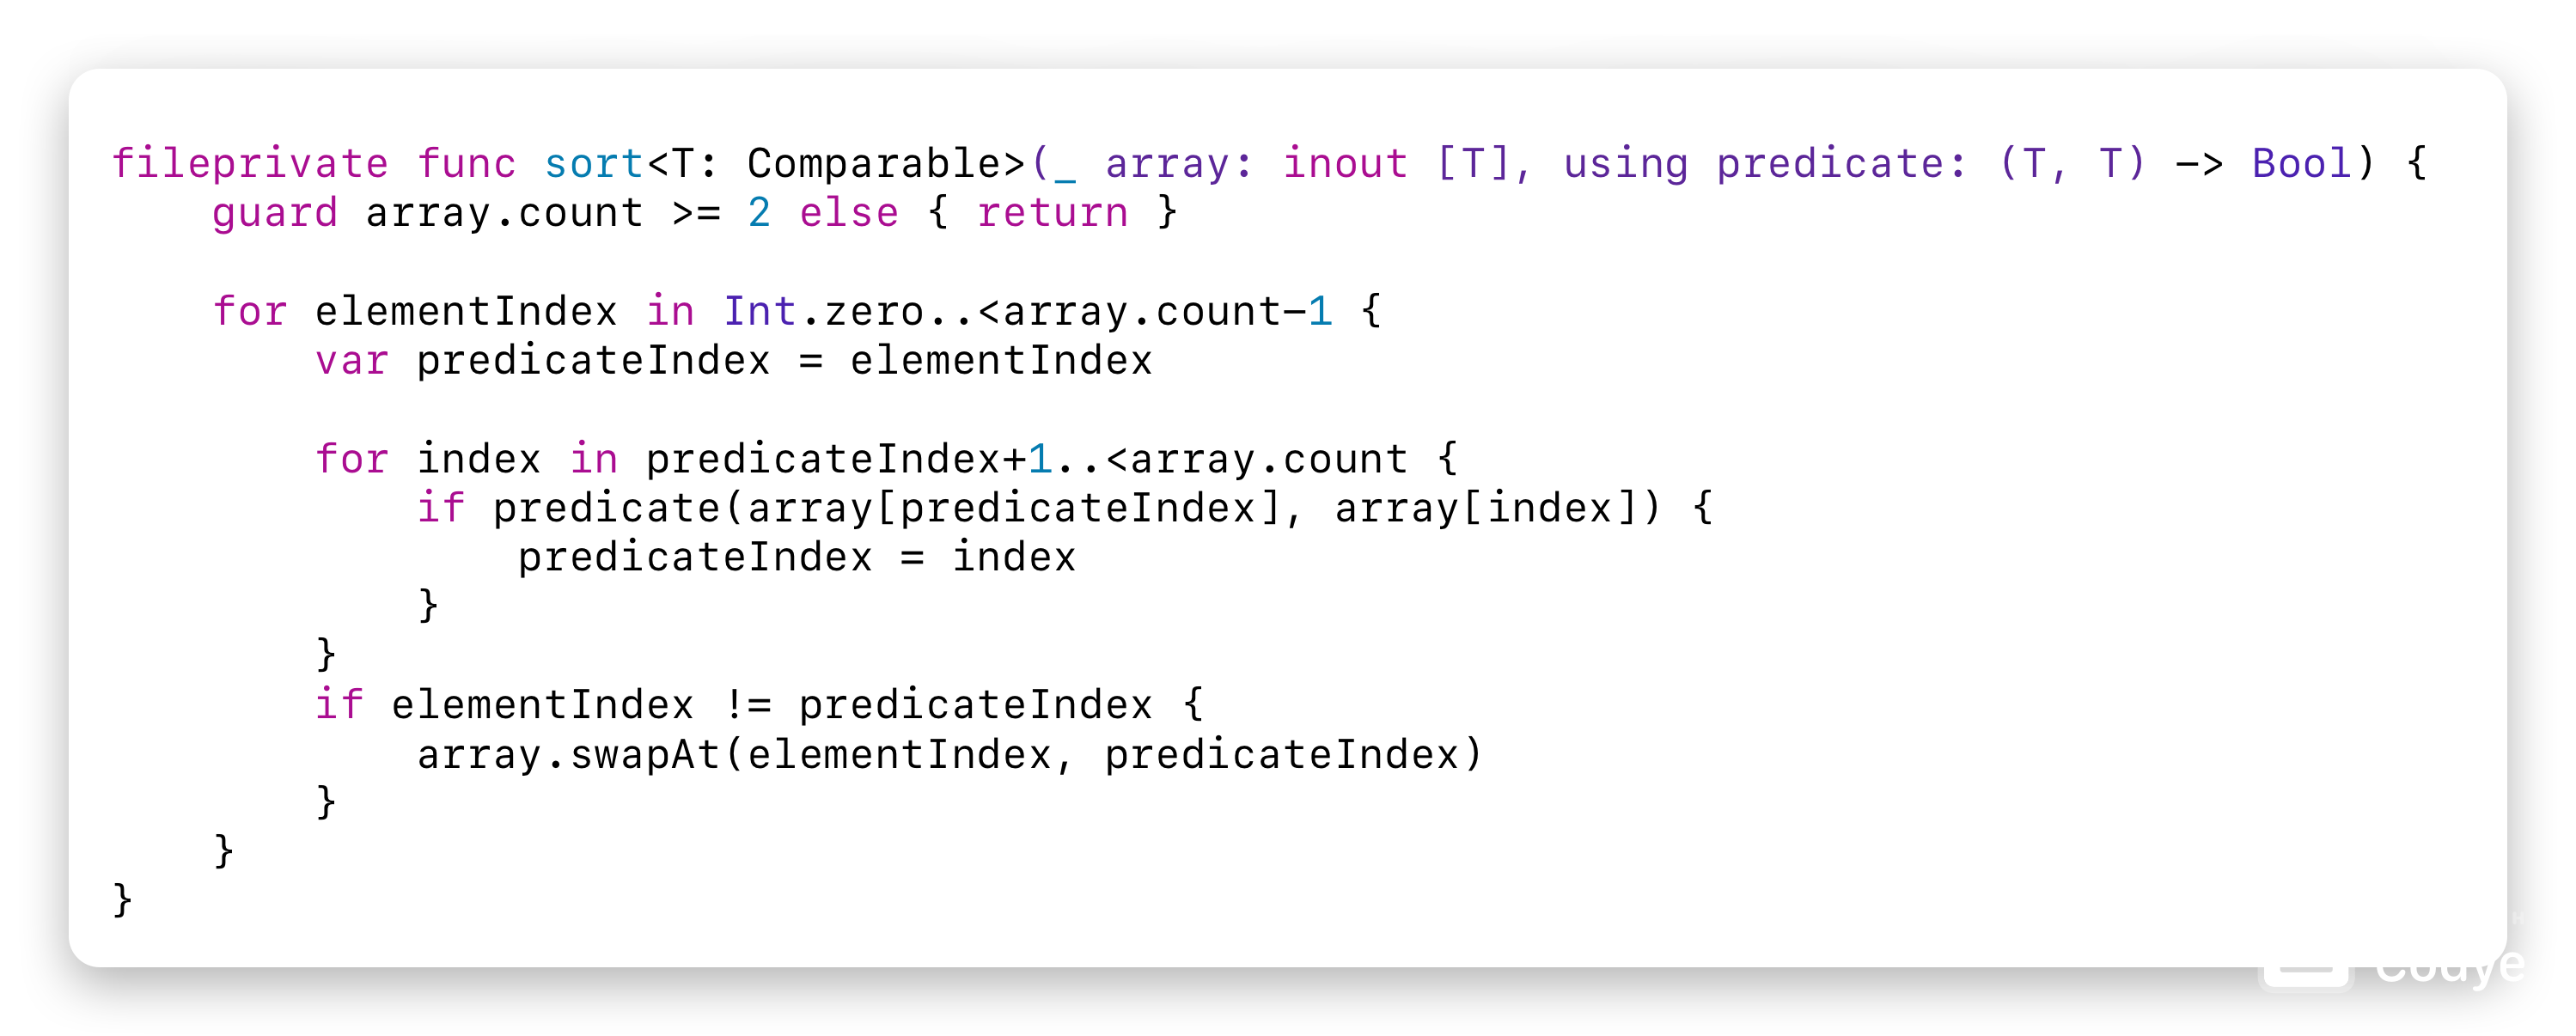 fileprivate func sort<T: Comparable>(_ array: inout [T], using predicate: (T, T) -> Bool) {
    guard array.count >= 2 else { return }
    for elementIndex in Int.zero..<array.count-1 {
        var predicateIndex = elementIndex
        for index in predicateIndex+1..<array.count {
            if predicate(array[predicateIndex], array[index]) {
                predicateIndex = index
            }
        }
        if elementIndex != predicateIndex {
            array.swapAt(elementIndex, predicateIndex)
        }
    }
}
Codye